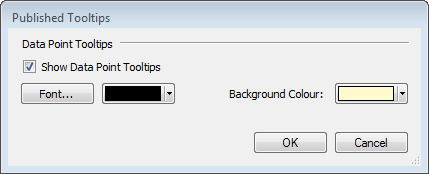 Published Tooltips
Data Point Tooltips
Show Data Point Tooltips
Font... Background Colour:
OK Cancel